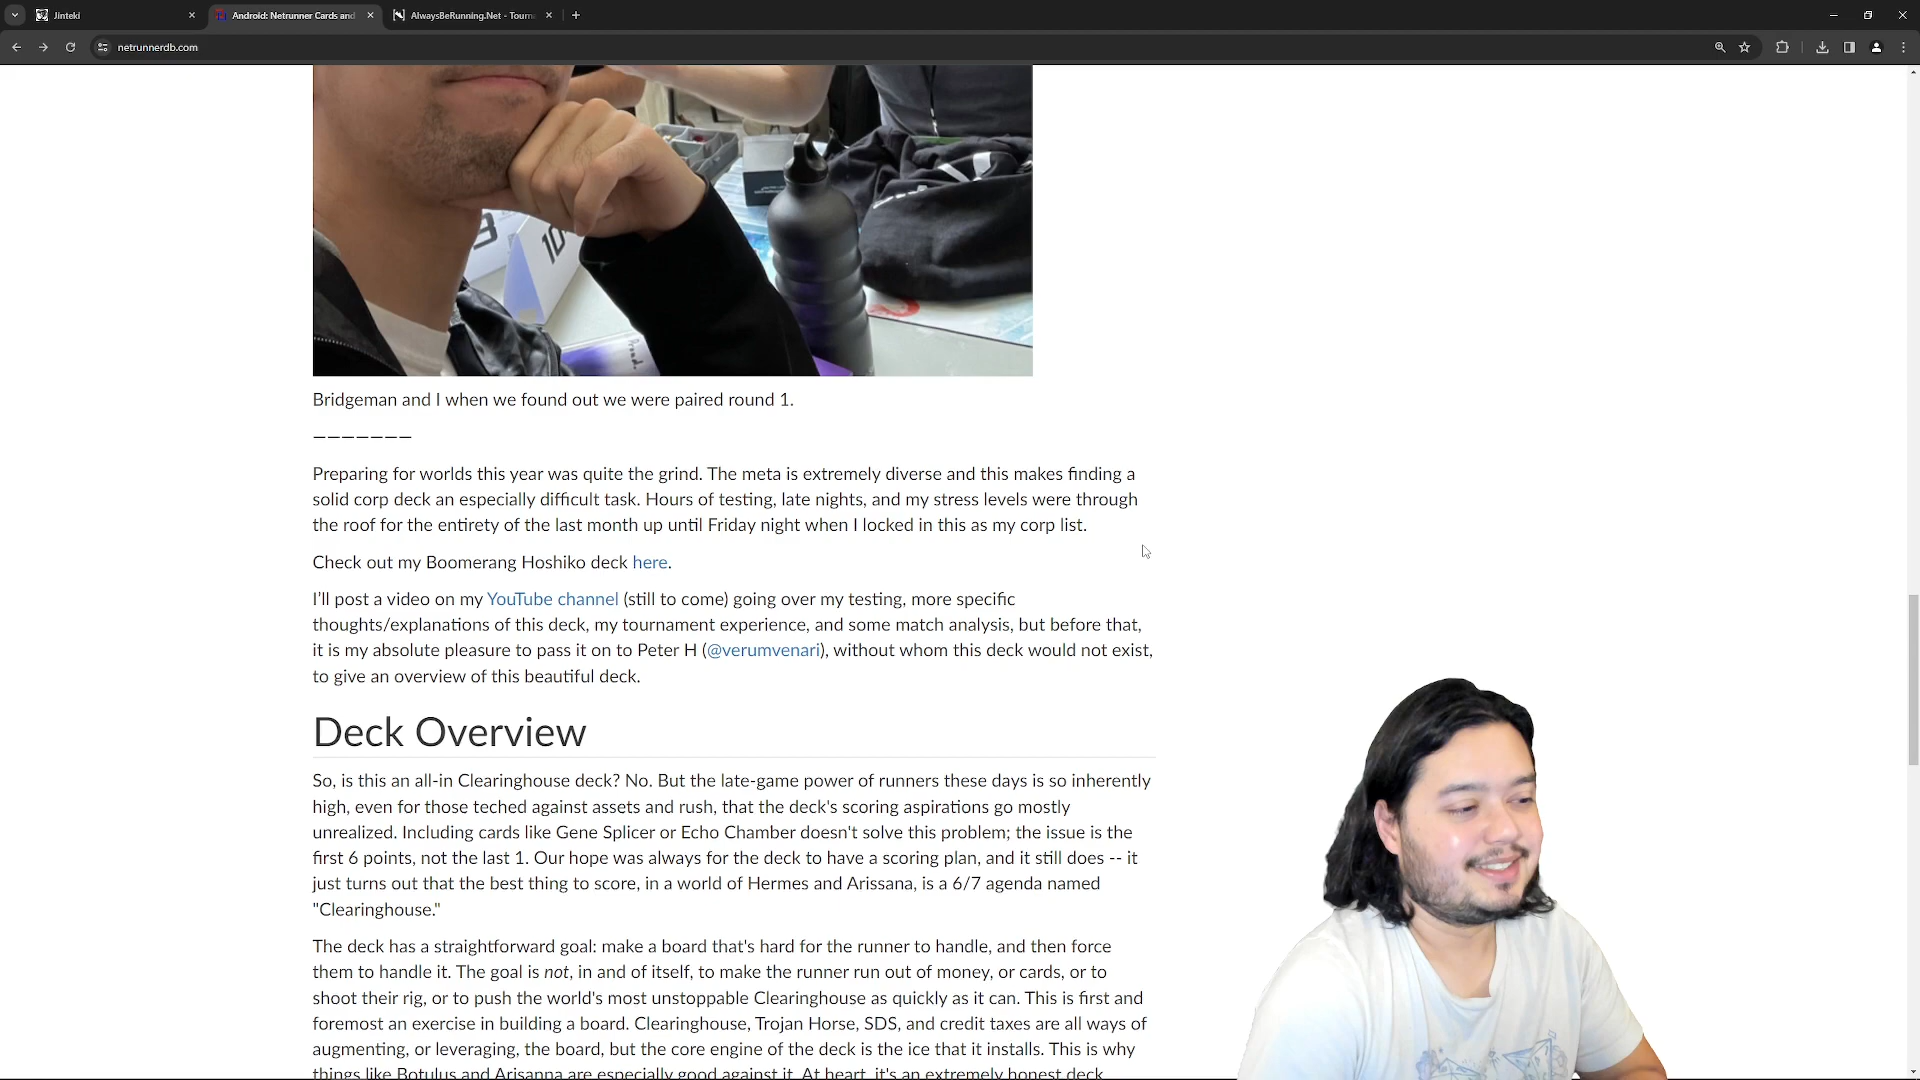 Jinteki
Android: Netrunner Cards and
AlwaysBeRunning.Net - Tourna
netrunnerdb.com
Bridgeman and I when we found out we were paired round 1.
———————
Preparing for worlds this year was quite the grind. The meta is extremely diverse and this makes finding a
solid corp deck an especially difficult task. Hours of testing, late nights, and my stress levels were through
the roof for the entirety of the last month up until Friday night when I locked in this as my corp list.
Check out my Boomerang Hoshiko deck here.
I'll post a video on my YouTube channel (still to come) going over my testing, more specific
thoughts/explanations of this deck, my tournament experience, and some match analysis, but before that,
it is my absolute pleasure to pass it on to Peter H (@verumvenari), without whom this deck would not exist,
to give an overview of this beautiful deck.
Deck Overview
So, is this an all-in Clearinghouse deck? No. But the late-game power of runners these days is so inherently
high, even for those teched against assets and rush, that the deck's scoring aspirations go mostly
unrealized. Including cards like Gene Splicer or Echo Chamber doesn't solve this problem; the issue is the
first 6 points, not the last 1. Our hope was always for the deck to have a scoring plan, and it still does -- it
just turns out that the best thing to score, in a world of Hermes and Arissana, is a 6/7 agenda named
"Clearinghouse."
The deck has a straightforward goal: make a board that's hard for the runner to handle, and then force
them to handle it. The goal is not, in and of itself, to make the runner run out of money, or cards, or to
shoot their rig, or to push the world's most unstoppable Clearinghouse as quickly as it can. This is first and
foremost an exercise in building a board. Clearinghouse, Trojan Horse, SDS, and credit taxes are all ways of
augmenting, or leveraging, the board, but the core engine of the deck is the ice that it installs. This is why
things like Botulus and Arissana are especially good against it. At heart, it's an extremely honest deck